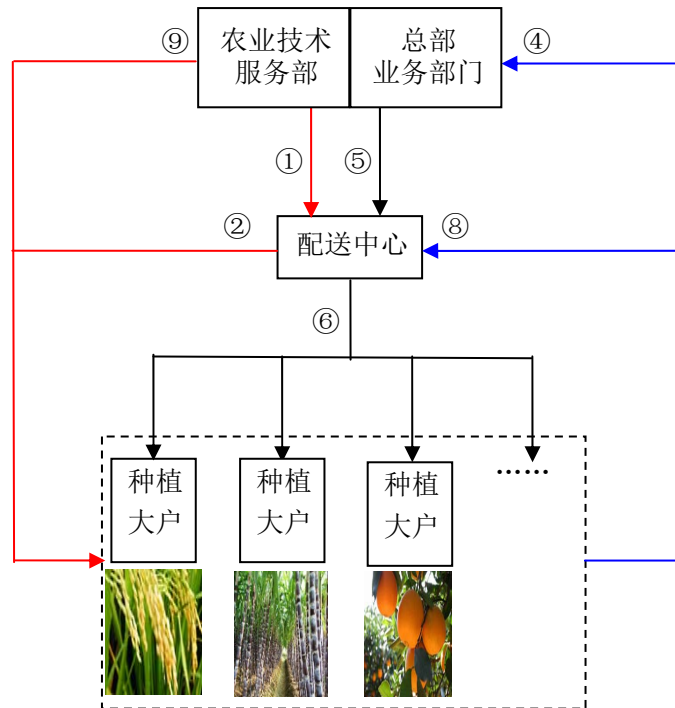 ⑨
农业技术
服务部
总部
业务部门
④
①
⑤
②
配送中心
⑧
⑥
种植
大户
种植
大户
种植
大户
……